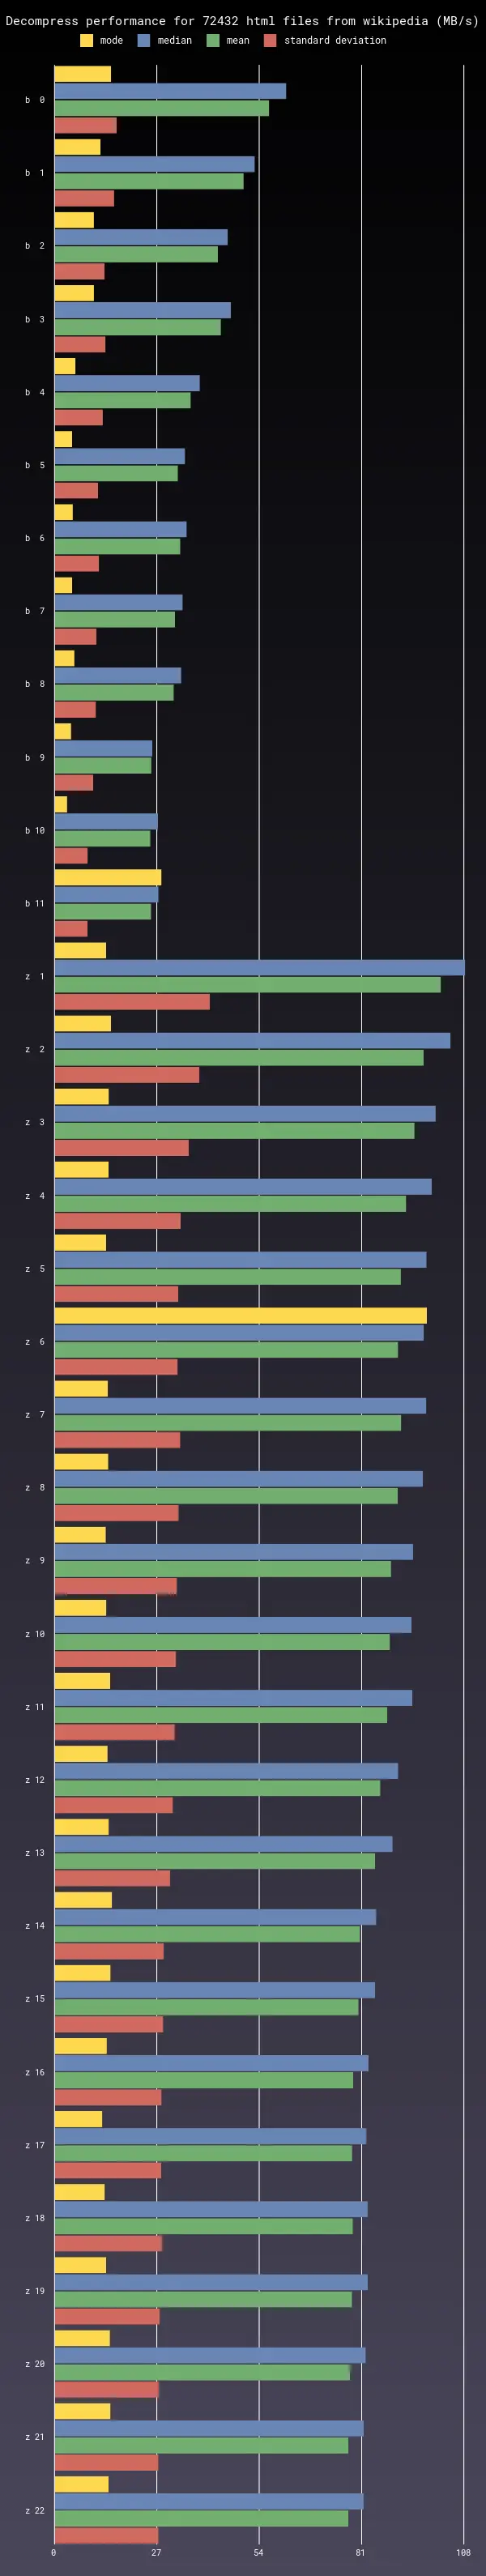 Decompress performance for 72432 html files from wikipedia (MB/s)
mode median mean standard deviation
b 0
b 1
b 2
b 3
b 4
b 5
b 6
b 7
b 8
b 9
b 10
b 11
z 1
z 2
z 3
z 4
z 5
z 6
z 7
z 8
z 9
z 10
z 11
z 12
z 13
z 14
z 15
z 16
z 17
z 18
z 19
z 20
z 21
z 22
0 27 54 81 108